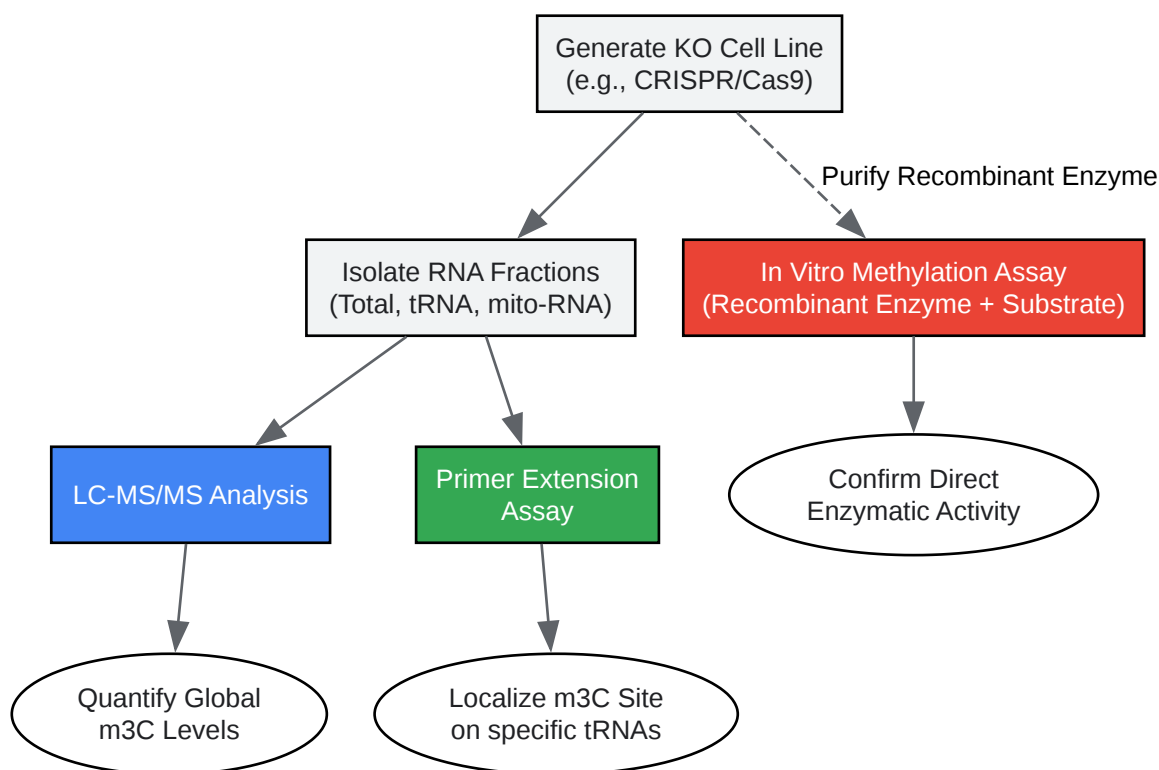 Generate KO Cell Line
(e.g., CRISPR/Cas9)
Purify Recombinant Enzyme
Isolate RNA Fractions
(Total, tRNA, mito-RNA)
In Vitro Methylation Assay
(Recombinant Enzyme + Substrate)
LC-MS/MS Analysis
Primer Extension
Assay
Confirm Direct
Enzymatic Activity
Quantify Global
m3C Levels
Localize m3C Site
on specific tRNAs